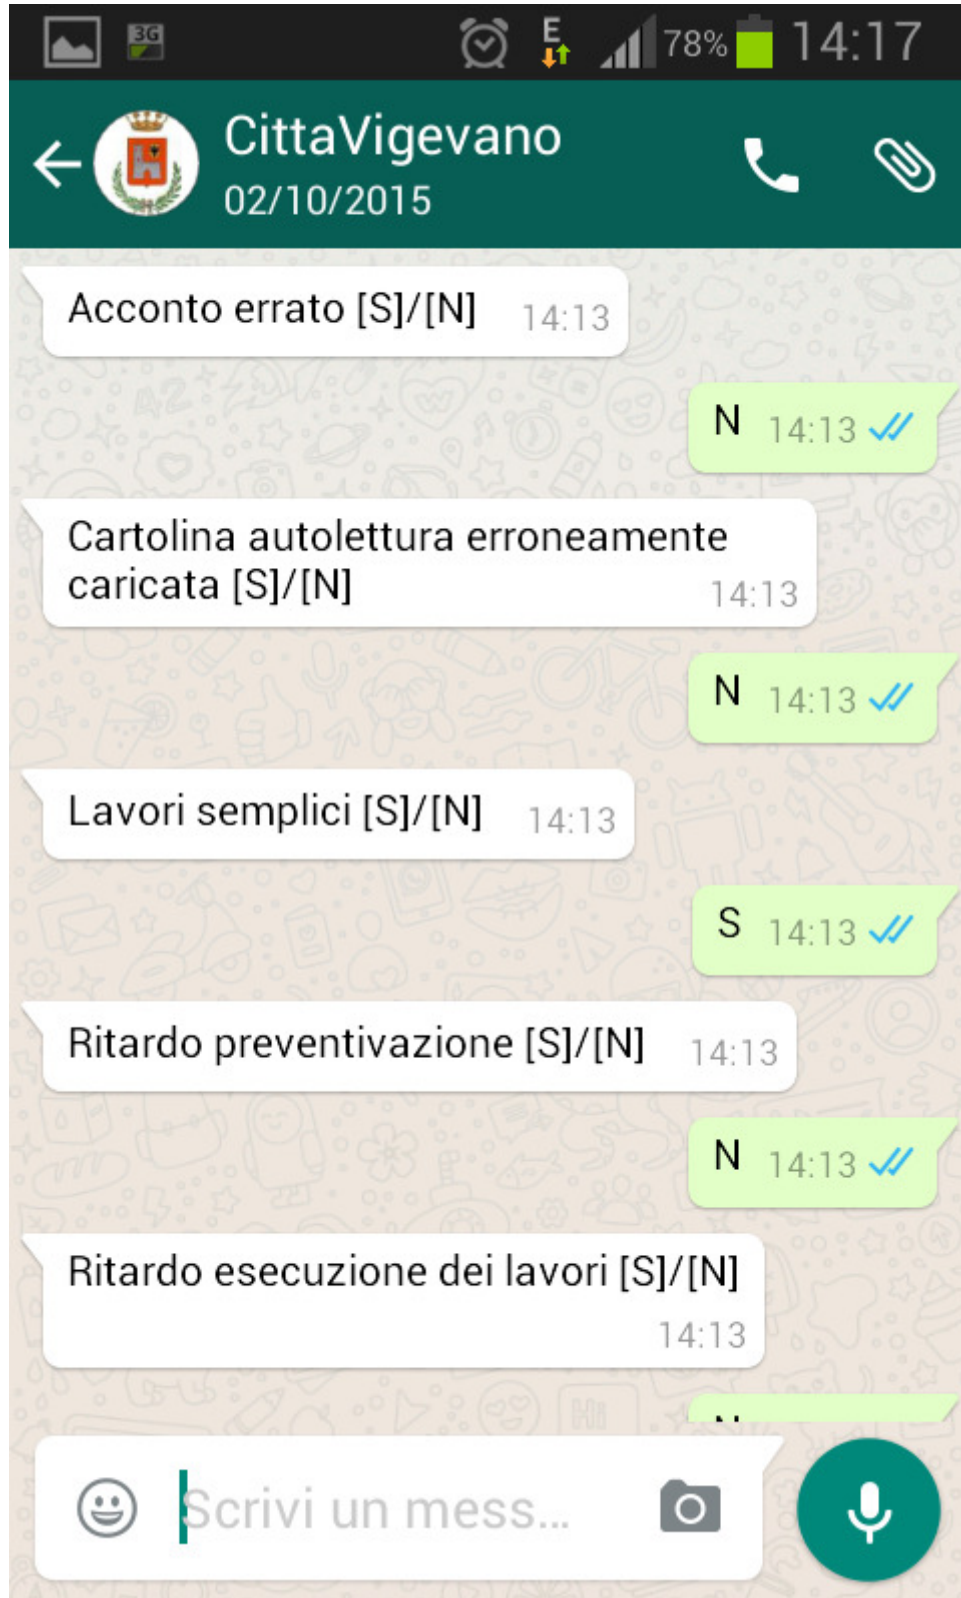 3G
E
78%
14:17
CittaVigevano
02/10/2015
Acconto errato [S]/[N] 14:13
N 14:13
Cartolina autolettura erroneamente
caricata [S]/[N] 14:13
N 14:13
Lavori semplici [S]/[N] 14:13
S 14:13
Ritardo preventivazione [S]/[N] 14:13
N 14:13
Ritardo esecuzione dei lavori [S]/[N]
14:13
Scrivi un mess...